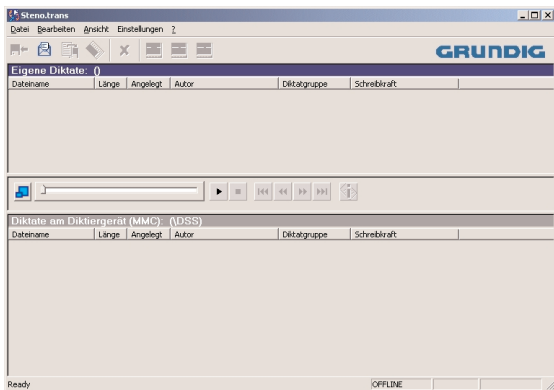 Steno.trans
Datei Bearbeiten Ansicht Einstellungen ?
GRUNDIG
Eigene Diktate: ()
Dateiname Länge Angelegt Autor Diktatgruppe Schreibkraft
Diktate am Diktiergerät (MMC): (\DSS)
Dateiname Länge Angelegt Autor Diktatgruppe Schreibkraft
Ready OFFLINE